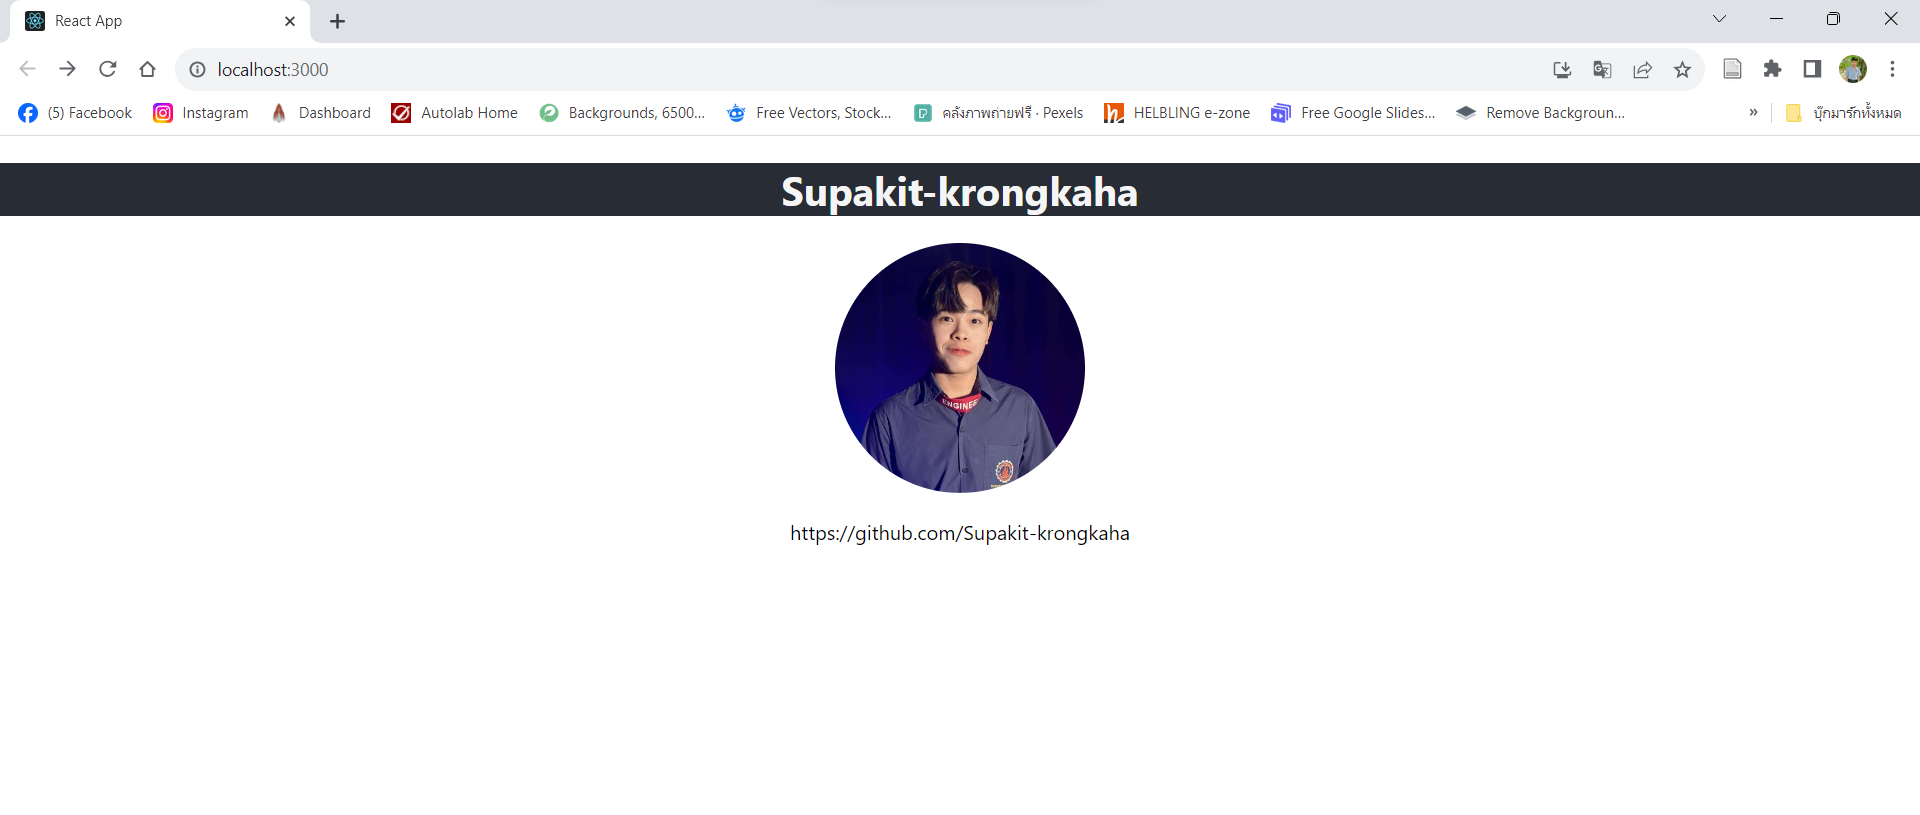 React App
localhost:3000
(5) Facebook Instagram Dashboard Autolab Home Backgrounds, 6500... Free Vectors, Stock... คลังภาพถ่ายฟรี · Pexels HELBLING e-zone Free Google Slides... Remove Backgroun... » บุ๊กมาร์กทั้งหมด
Supakit-krongkaha
ENGINEE
https://github.com/Supakit-krongkaha